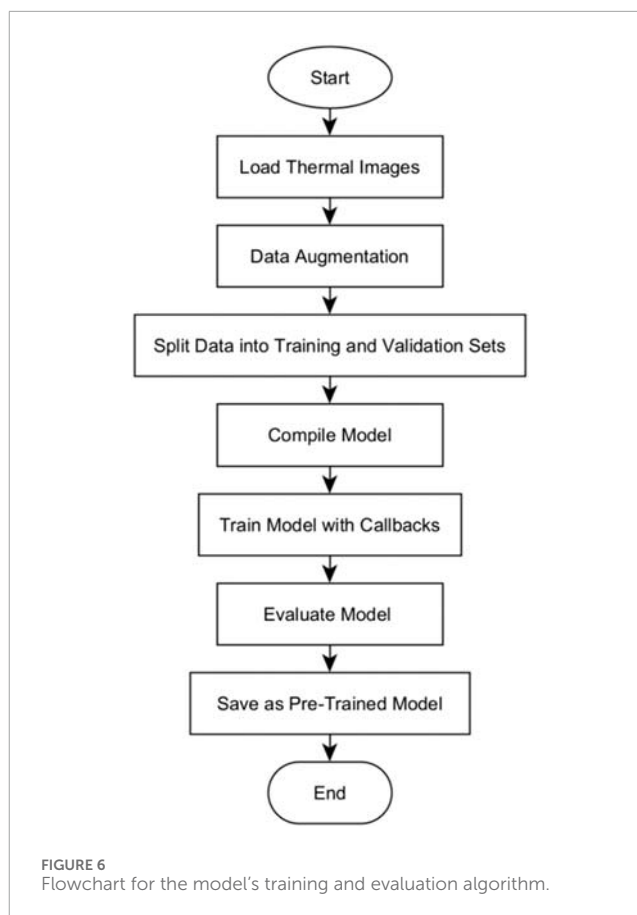 Start
Load Thermal Images
Data Augmentation
Split Data into Training and Validation Sets
Compile Model
Train Model with Callbacks
Evaluate Model
Save as Pre-Trained Model
End
FIGURE 6
Flowchart for the model’s training and evaluation algorithm.